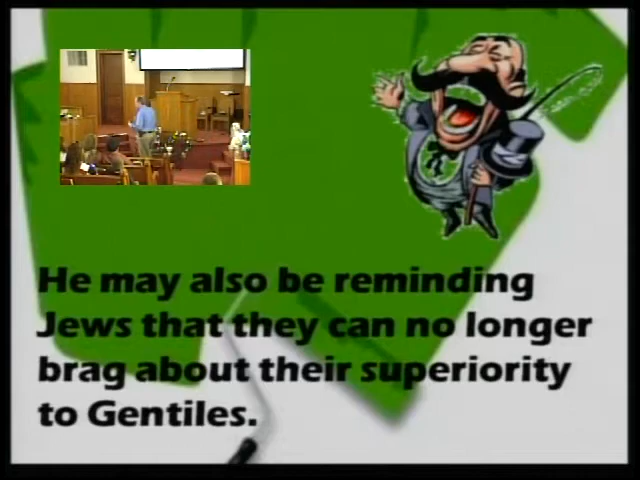 He may also be reminding
Jews that they can no longer
brag about their superiority
to Gentiles.